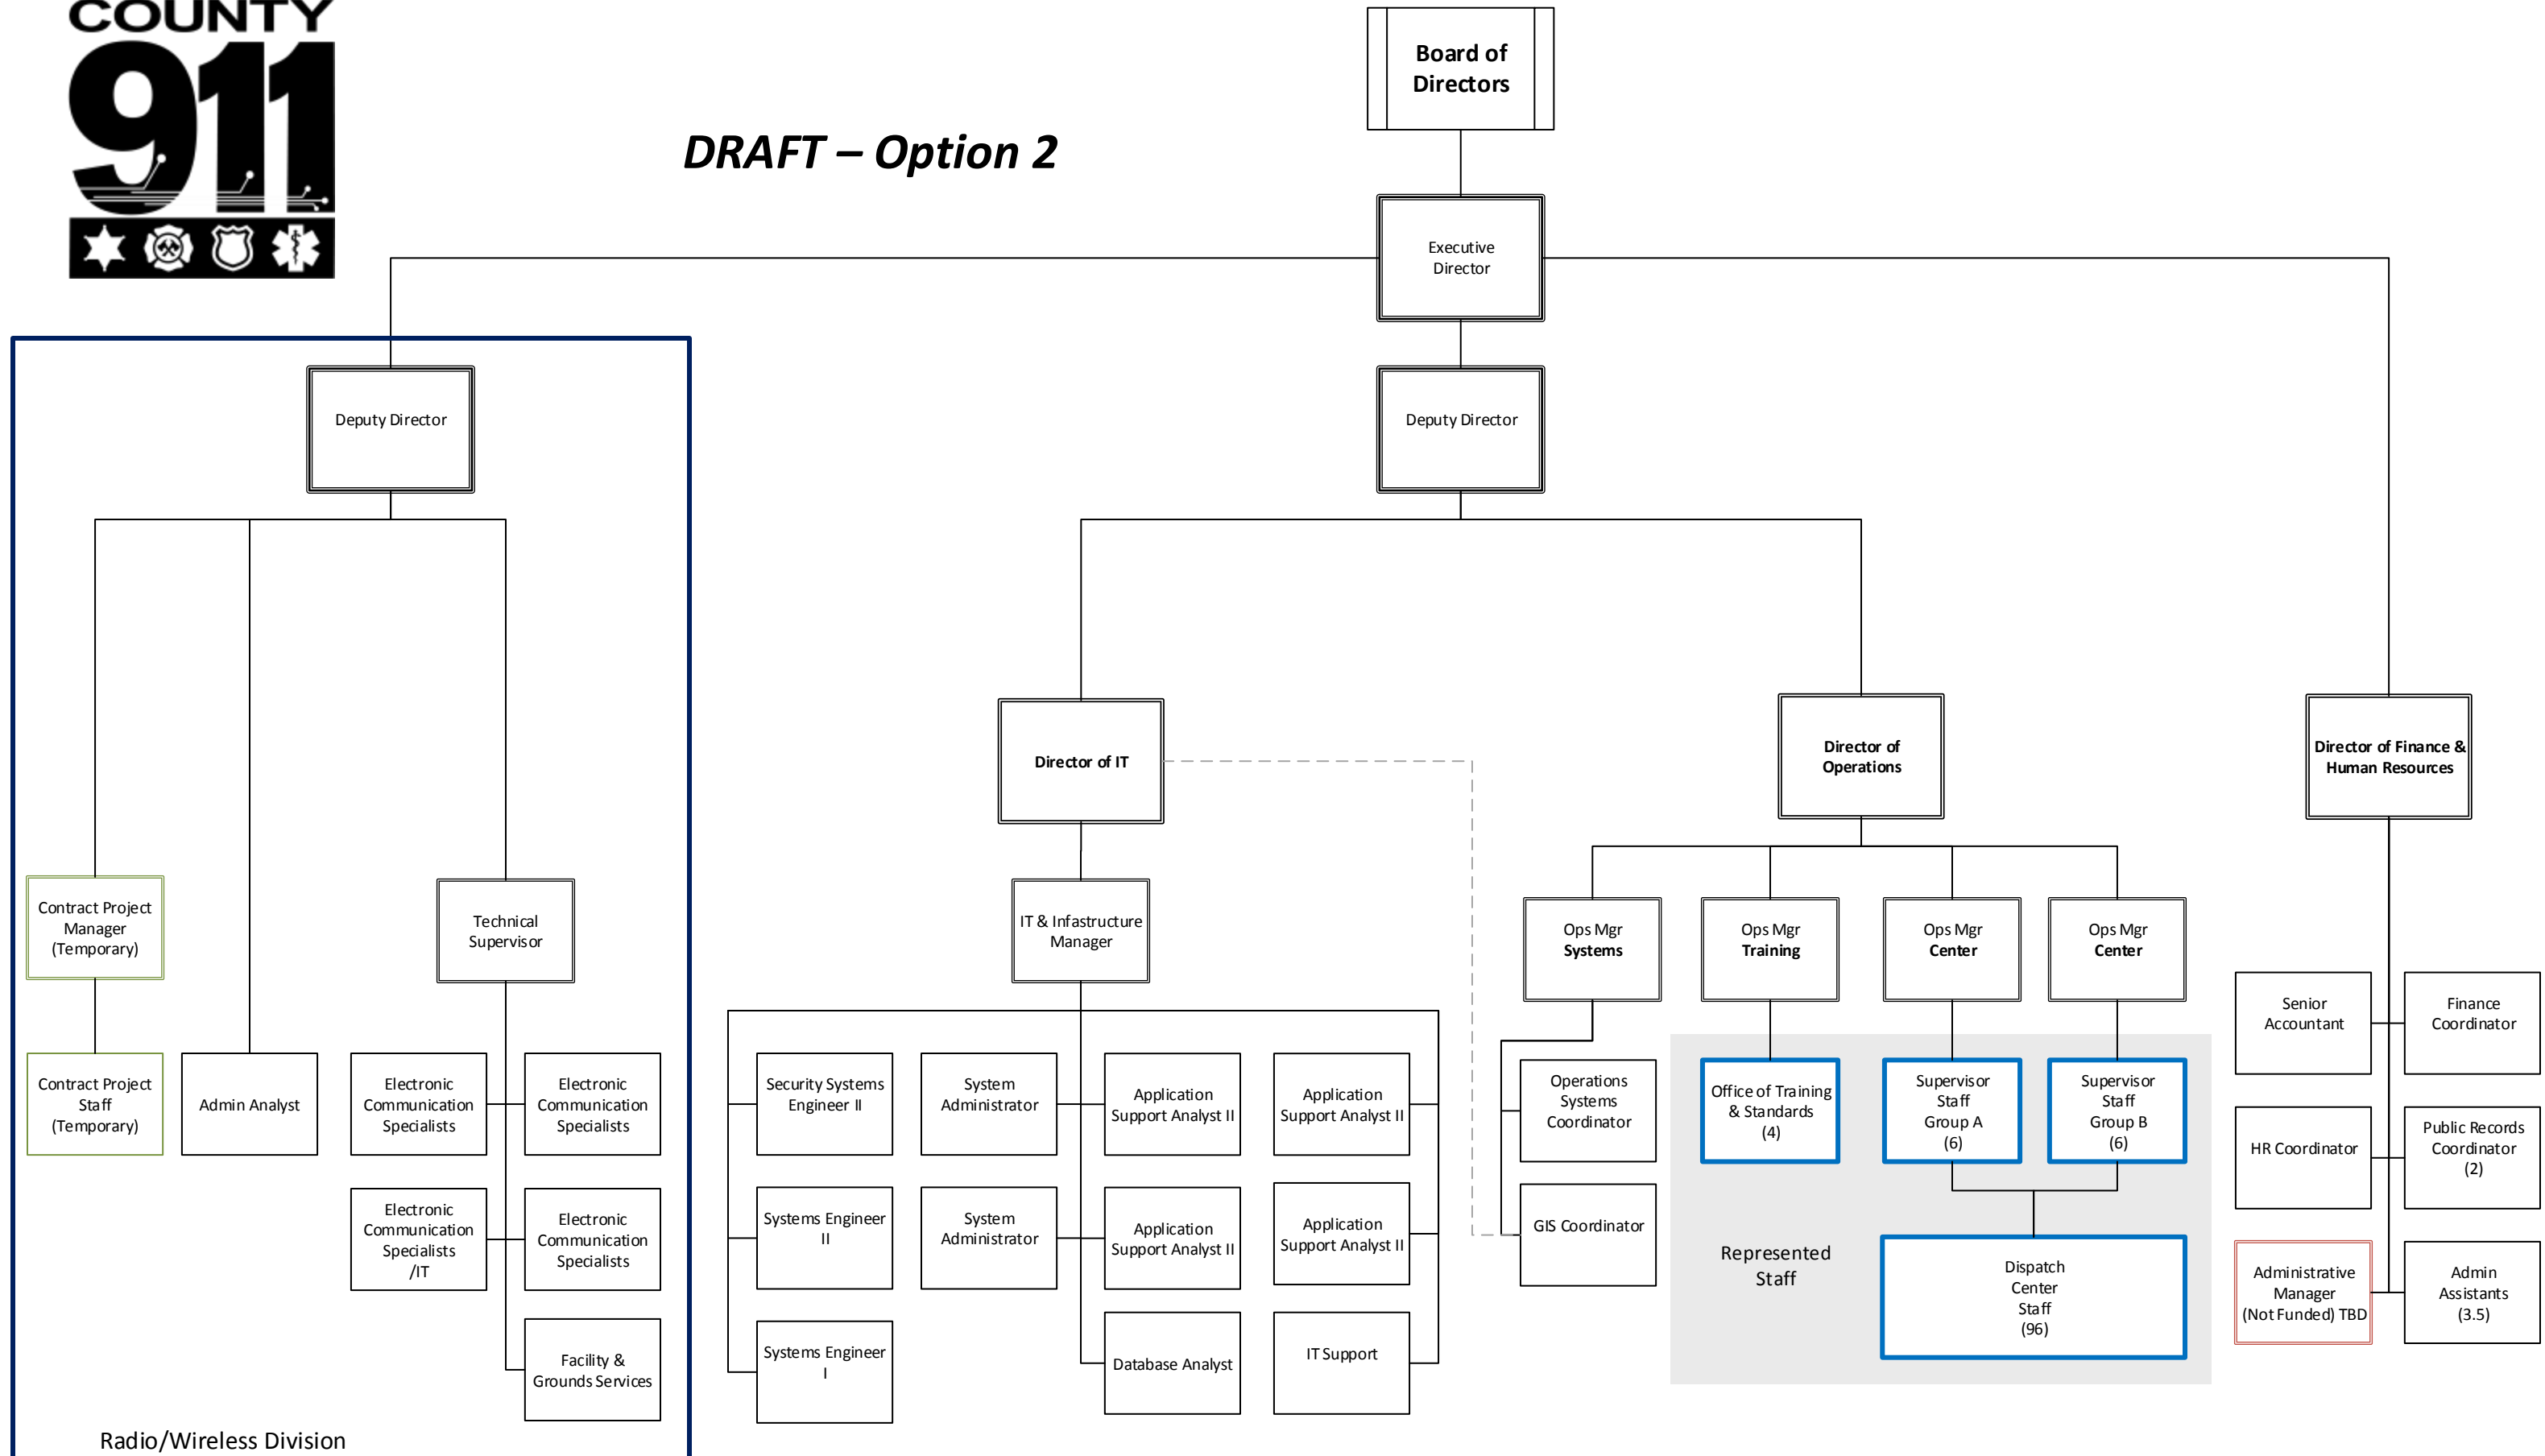 COUNTY
911
DRAFT – Option 2
Board of
Directors
Executive
Director
Deputy Director
Deputy Director
Director of IT
Director of
Operations
Director of Finance &
Human Resources
Contract Project
Manager
(Temporary)
Technical
Supervisor
IT & Infastructure
Manager
Ops Mgr
Systems
Ops Mgr
Training
Ops Mgr
Center
Ops Mgr
Center
Senior
Accountant
Finance
Coordinator
Contract Project
Staff
(Temporary)
Admin Analyst
Electronic
Communication
Specialists
Electronic
Communication
Specialists
Security Systems
Engineer II
System
Administrator
Application
Support Analyst II
Application
Support Analyst II
Operations
Systems
Coordinator
Office of Training
& Standards
(4)
Supervisor
Staff
Group A
(6)
Supervisor
Staff
Group B
(6)
HR Coordinator
Public Records
Coordinator
(2)
Electronic
Communication
Specialists
/IT
Electronic
Communication
Specialists
Systems Engineer
II
System
Administrator
Application
Support Analyst II
Application
Support Analyst II
GIS Coordinator
Represented
Staff
Dispatch
Center
Staff
(96)
Administrative
Manager
(Not Funded) TBD
Admin
Assistants
(3.5)
Facility &
Grounds Services
Systems Engineer
I
Database Analyst
IT Support
Radio/Wireless Division